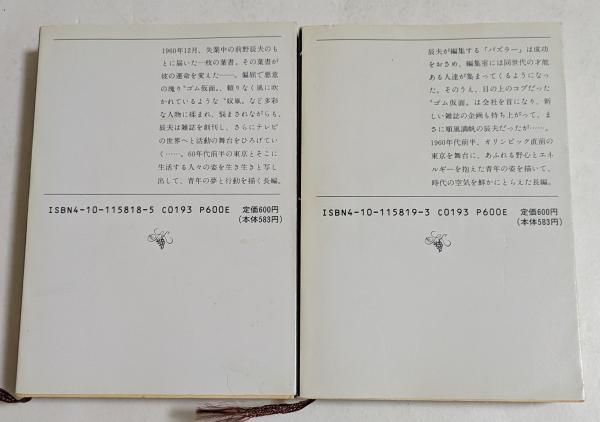 1960年12月、失業中の前野辰夫のも
とに届いた一枚の葉書。その葉書が
彼の運命を変えた――。偏屈で悪意
の塊り〝ゴム仮面〟、頼りなく風に吹
かれているような〝奴凧〟など多彩
な人物に揉まれ、悩まされながらも、
辰夫は雑誌を創刊し、さらにテレビ
の世界へと活動の舞台をひろげてい
く……。60年代前半の東京とそこに
生活する人々の姿を生き生きと写し
出して、青年の夢と行動を描く長編。
ISBN4-10-115818-5 C0193 P600E 定価600円
(本体583円)
辰夫が編集する「パズラー」は成功
をおさめ、編集室には同世代の才能
ある人達が集まってくるようになっ
た。そのうえ、目の上のコブだった
〝ゴム仮面〟は会社を首になり、新
しい雑誌の企画も持ち上がって、ま
さに順風満帆の辰夫だったが……。
1960年代前半、オリンピック直前の
東京を舞台に、あふれる野心とエネ
ルギーを抱えた青年の姿を描いて、
時代の空気を鮮かにとらえた長編。
ISBN4-10-115819-3 C0193 P600E 定価600円
(本体583円)